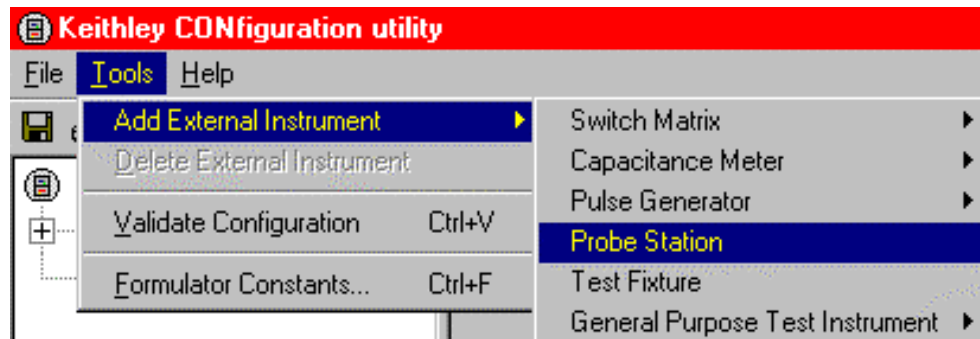 Keithley CONfiguration utility
File Tools Help
Add External Instrument
Delete External Instrument
Validate Configuration Ctrl+V
Formulator Constants... Ctrl+F
Switch Matrix
Capacitance Meter
Pulse Generator
Probe Station
Test Fixture
General Purpose Test Instrument